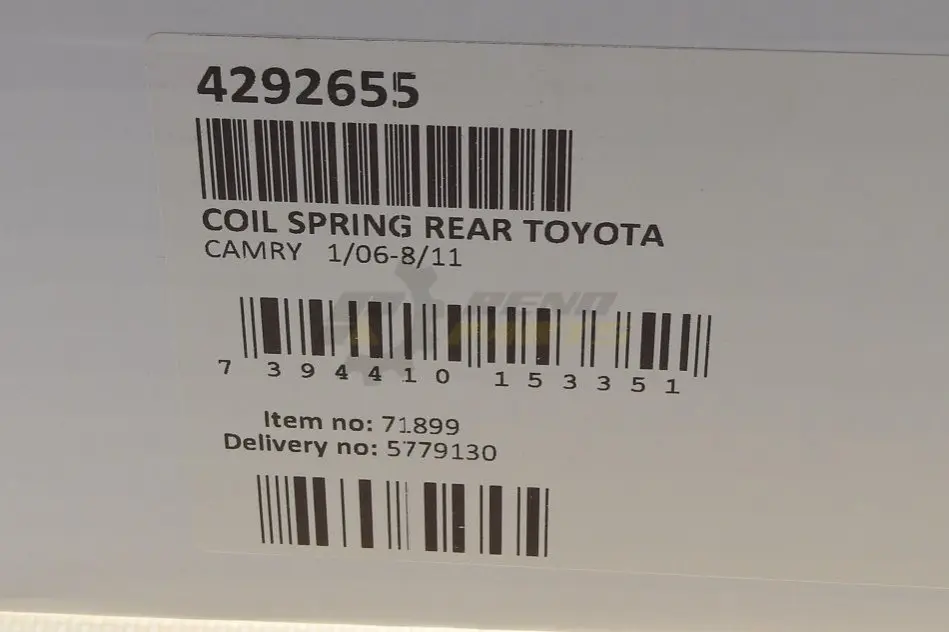 4292655
COIL SPRING REAR TOYOTA
CAMRY 1/06-8/11
7 394410 153351
Item no: 71899
Delivery no: 5779130